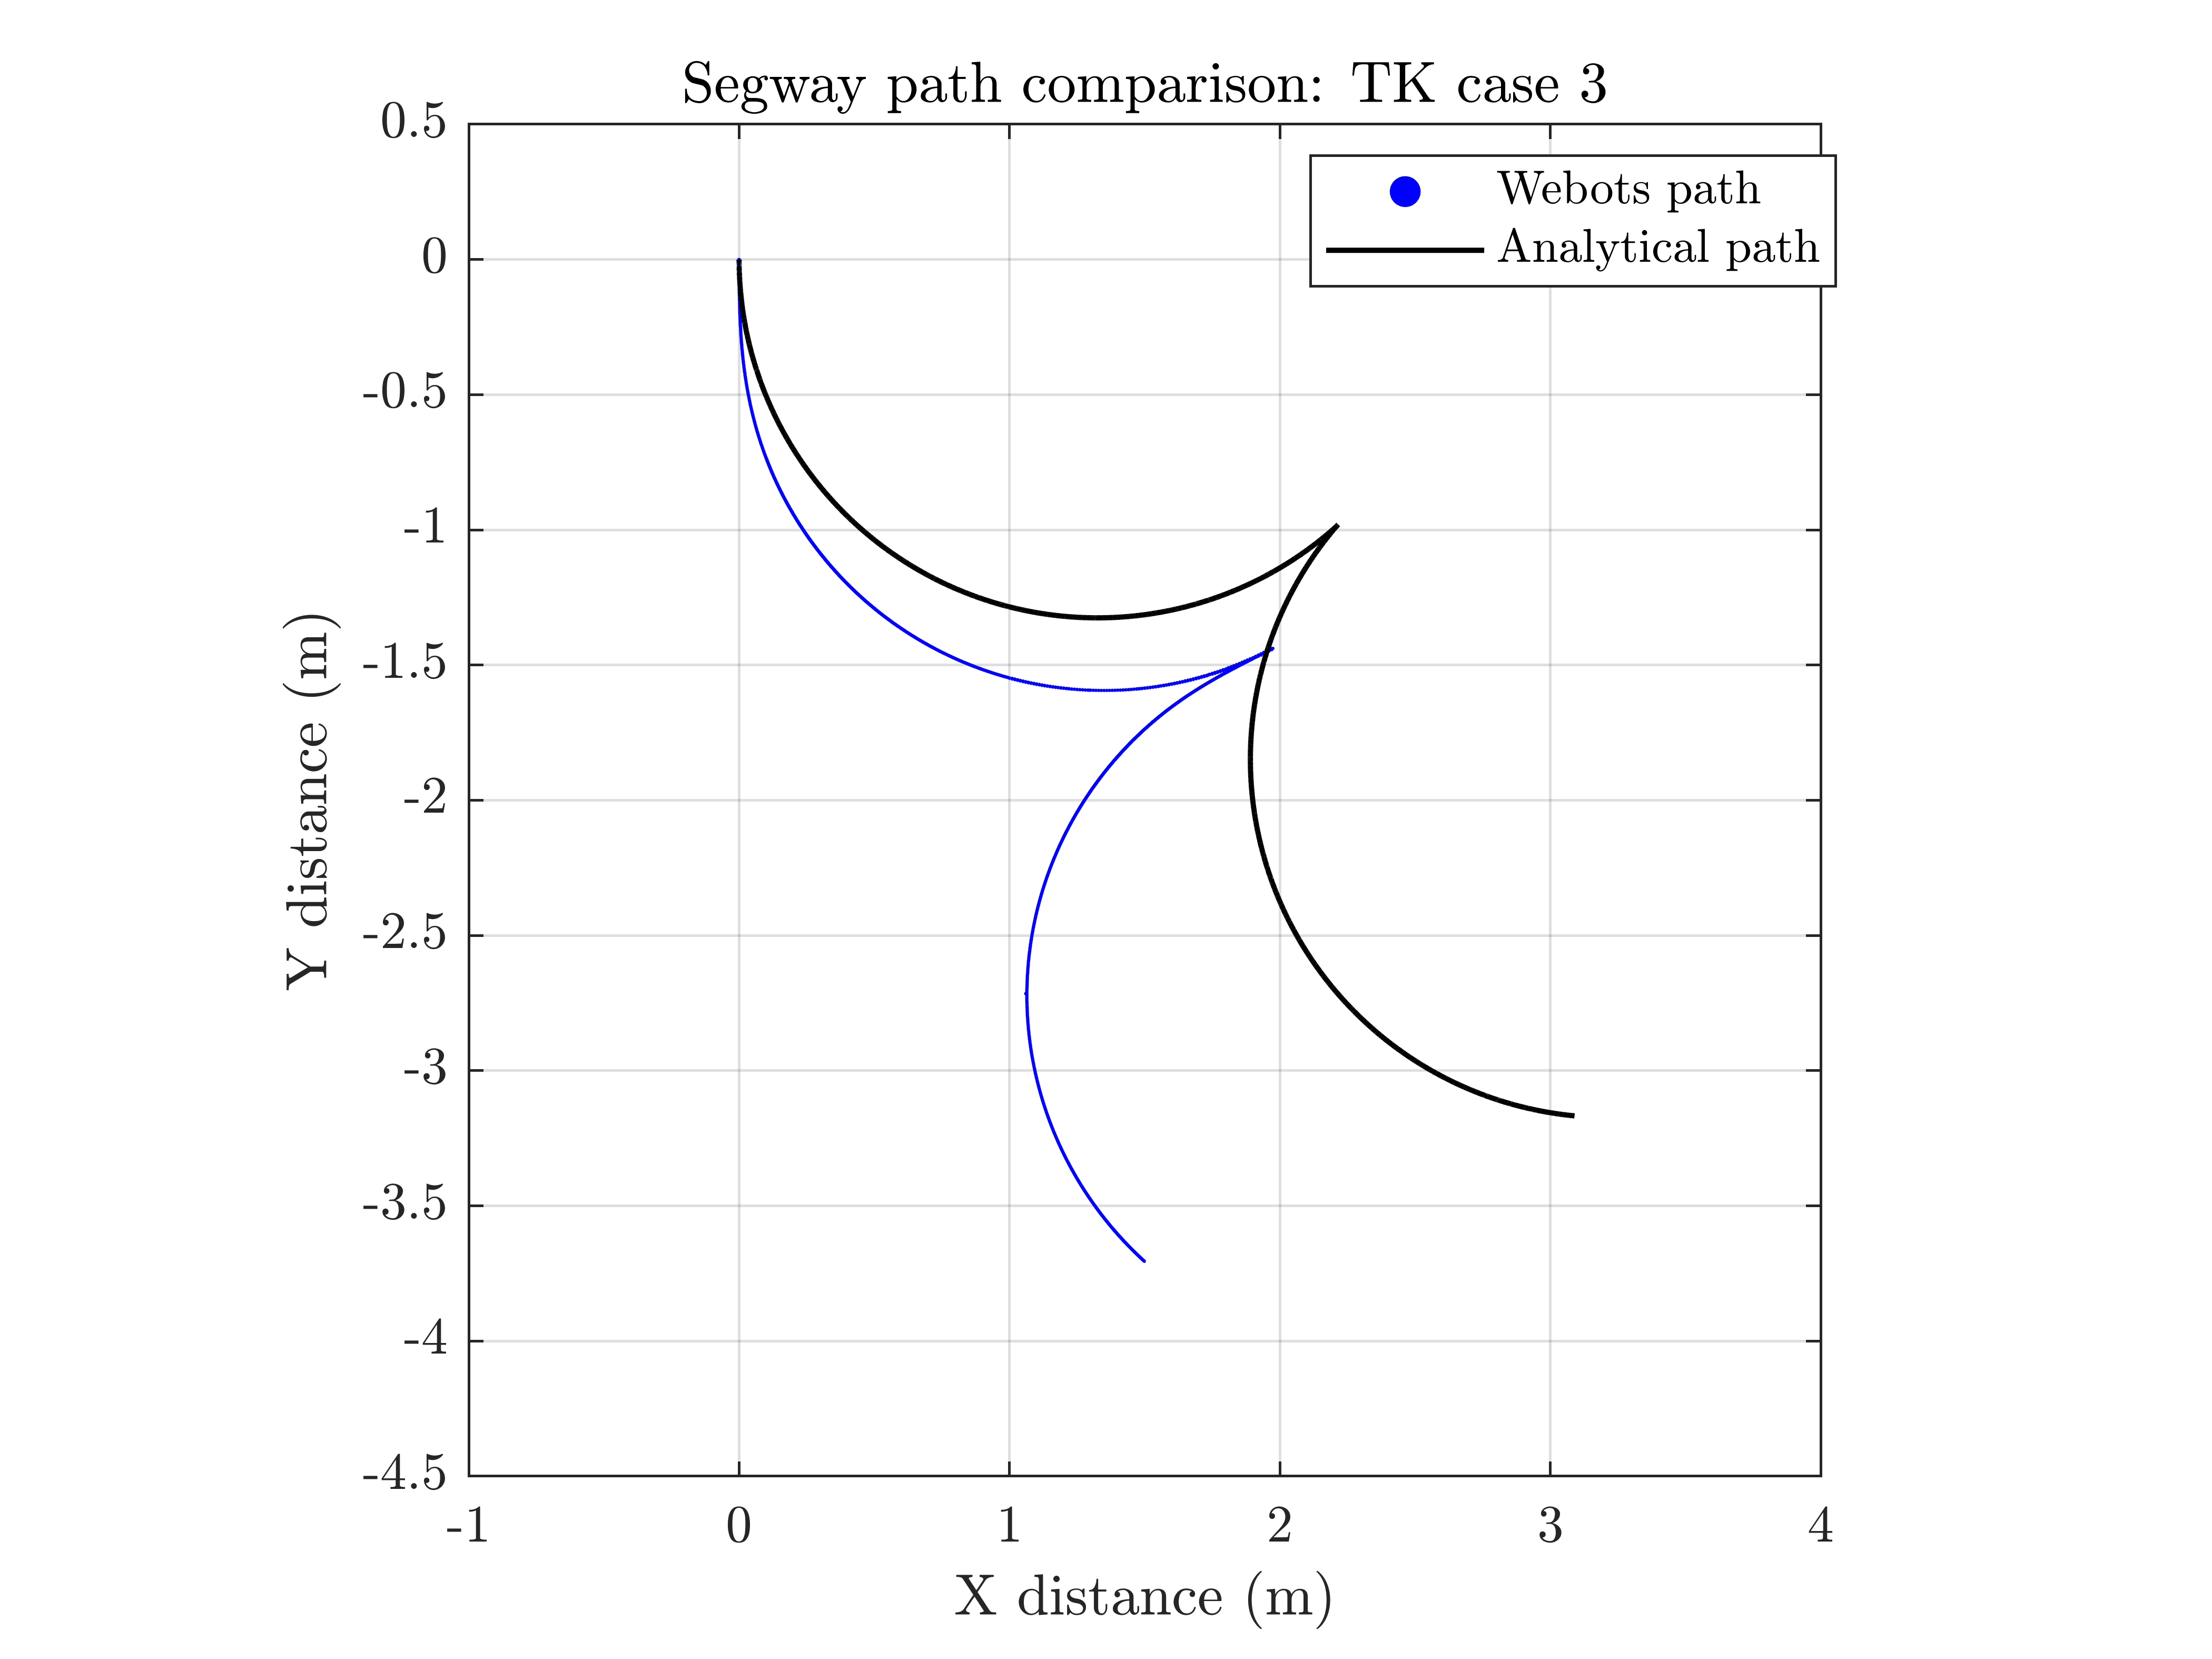 Segway path comparison: TK case 3
Webots path
Analytical path
0.5
0
-0.5
-1
-1.5
-2
-2.5
-3
-3.5
-4
-4.5
Y distance (m)
-1 0 1 2 3 4
X distance (m)